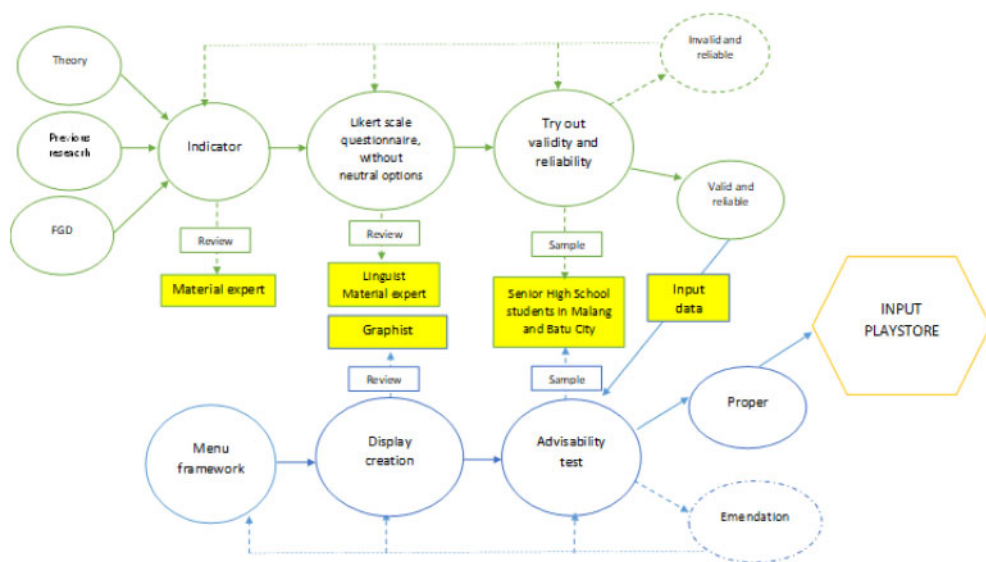 Theory
Invalid and
reliable
Previous
reseacrh
Indicator
Likert scale
questionnaire,
without
neutral options
Try out
validity and
reliability
Valid and
reliable
FGD
Review
Review
Sample
Material expert
Linguist
Material expert
Senior High School
students in Malang
and Batu City
Input
data
Graphist
INPUT
PLAYSTORE
Review
Sample
Proper
Menu
framework
Display
creation
Advisability
test
Emendation